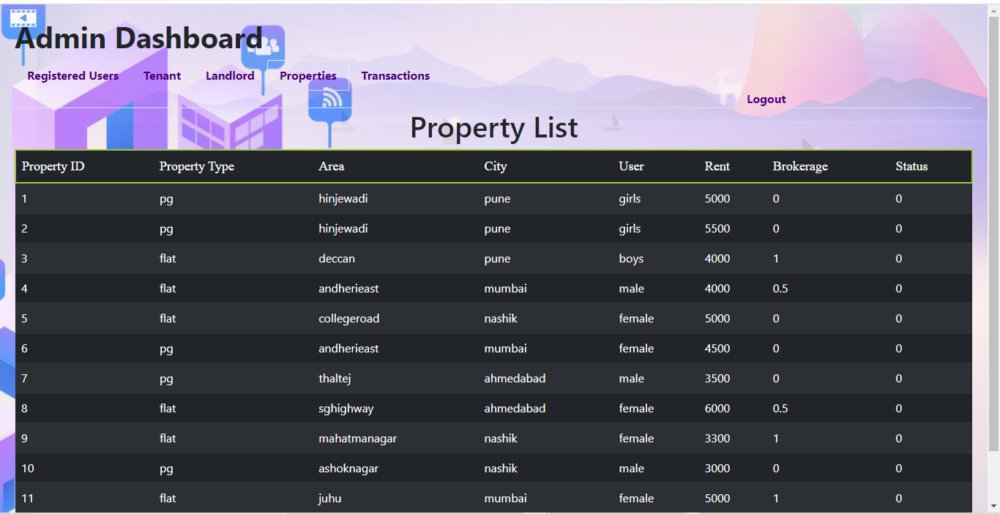 Admin Dashboard
Registered Users Tenant Landlord Properties Transactions
Logout
Property List
Property ID Property Type Area City User Rent Brokerage Status
1 pg hinjewadi pune girls 5000 0 0
2 pg hinjewadi pune girls 5500 0 0
3 flat deccan pune boys 4000 1 0
4 flat andherieast mumbai male 4000 0.5 0
5 flat collegeroad nashik female 5000 0 0
6 pg andherieast mumbai female 4500 0 0
7 pg thaltej ahmedabad male 3500 0 0
8 flat sghighway ahmedabad female 6000 0.5 0
9 flat mahatmanagar nashik female 3300 1 0
10 pg ashoknagar nashik male 3000 0 0
11 flat juhu mumbai female 5000 1 0